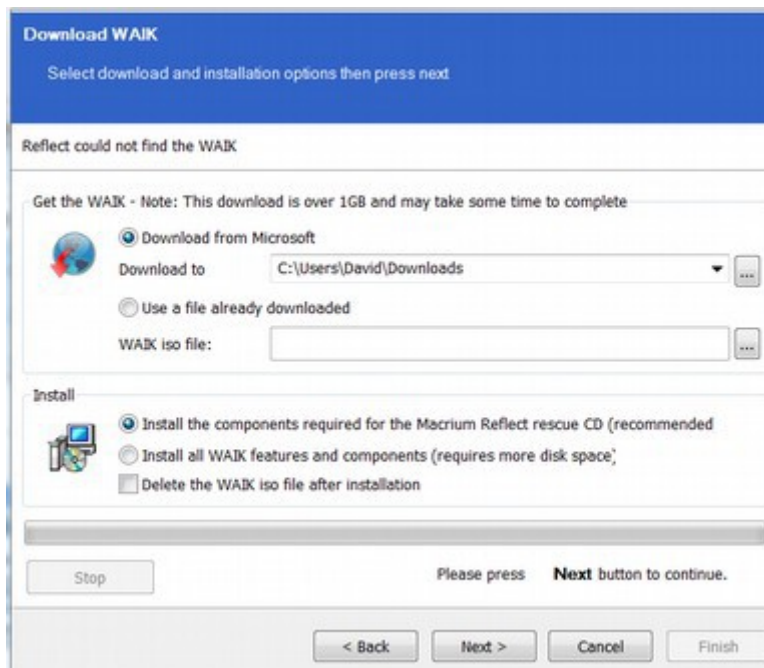 Download WAIK
Select download and installation options then press next
Reflect could not find the WAIK
Get the WAIK - Note: This download is over 1GB and may take some time to complete
Download from Microsoft
Download to C:\Users\David\Downloads ...
Use a file already downloaded
WAIK iso file: ...
Install
Install the components required for the Macrium Reflect rescue CD (recommended
Install all WAIK features and components (requires more disk space)
Delete the WAIK iso file after installation
Stop Please press Next button to continue.
< Back Next > Cancel Finish